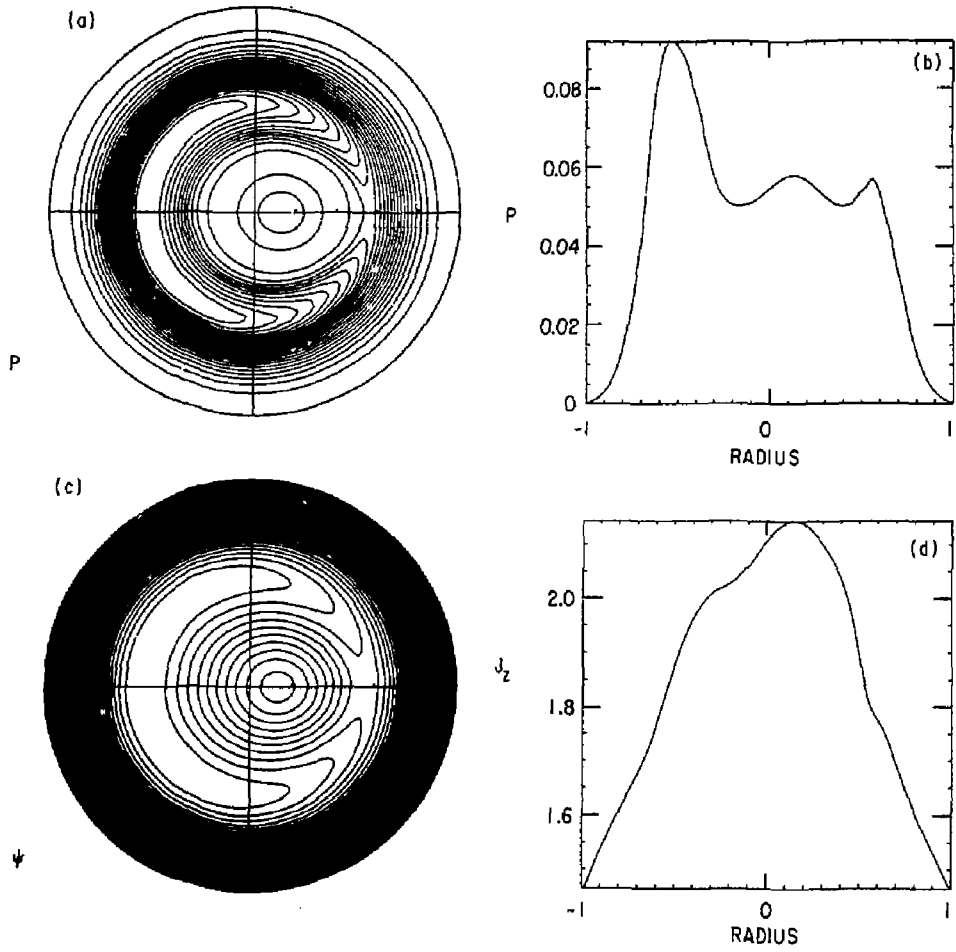 (a)
P
(b)
0.08
0.06
P
0.04
0.02
0
-1
0
1
RADIUS
(c)
ψ
(d)
2.0
J_z
1.8
1.6
-1
0
1
RADIUS